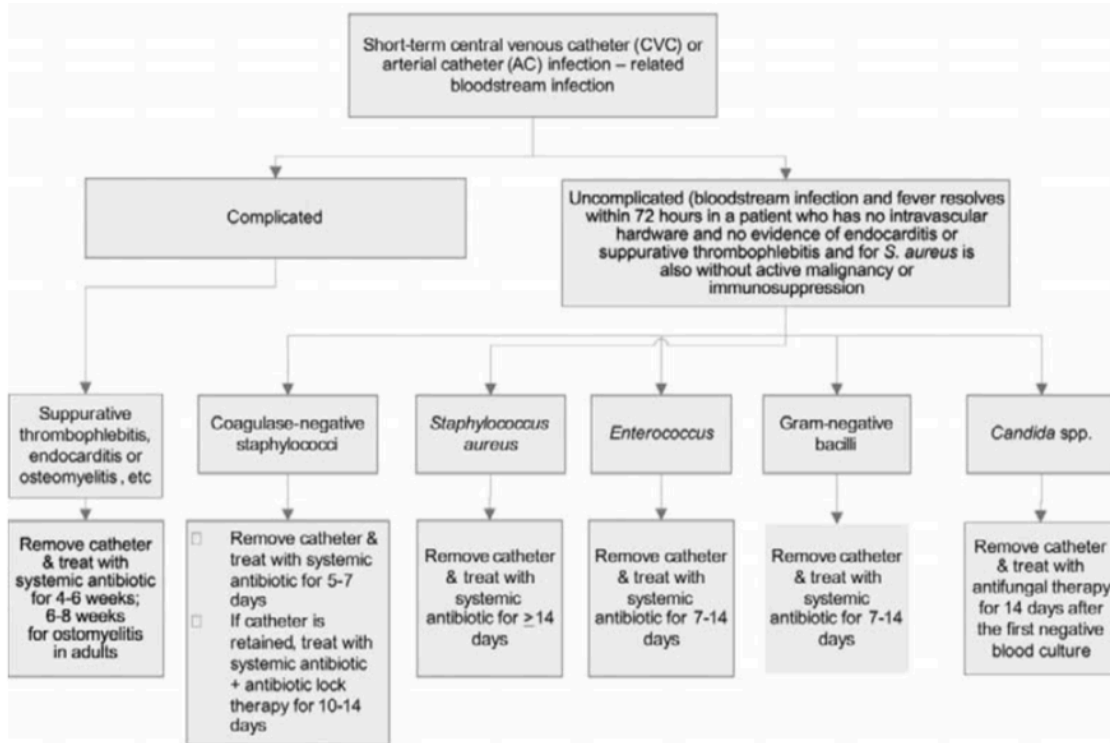 Short-term central venous catheter (CVC) or
arterial catheter (AC) infection – related
bloodstream infection
Complicated
Uncomplicated (bloodstream infection and fever resolves
within 72 hours in a patient who has no intravascular
hardware and no evidence of endocarditis or
suppurative thrombophlebitis and for S. aureus is
also without active malignancy or
immunosuppression
Suppurative
thrombophlebitis,
endocarditis or
osteomyelitis , etc
Coagulase-negative
staphylococci
Staphylococcus
aureus
Enterococcus
Gram-negative
bacilli
Candida spp.
Remove catheter
& treat with
systemic antibiotic
for 4-6 weeks;
6-8 weeks
for ostomyelitis
in adults
Remove catheter &
treat with systemic
antibiotic for 5-7
days
If catheter is
retained, treat with
systemic antibiotic
+ antibiotic lock
therapy for 10-14
days
Remove catheter
& treat with
systemic
antibiotic for ≥14
days
Remove catheter
& treat with
systemic
antibiotic for 7-14
days
Remove catheter
& treat with
systemic
antibiotic for 7-14
days
Remove catheter
& treat with
antifungal therapy
for 14 days after
the first negative
blood culture